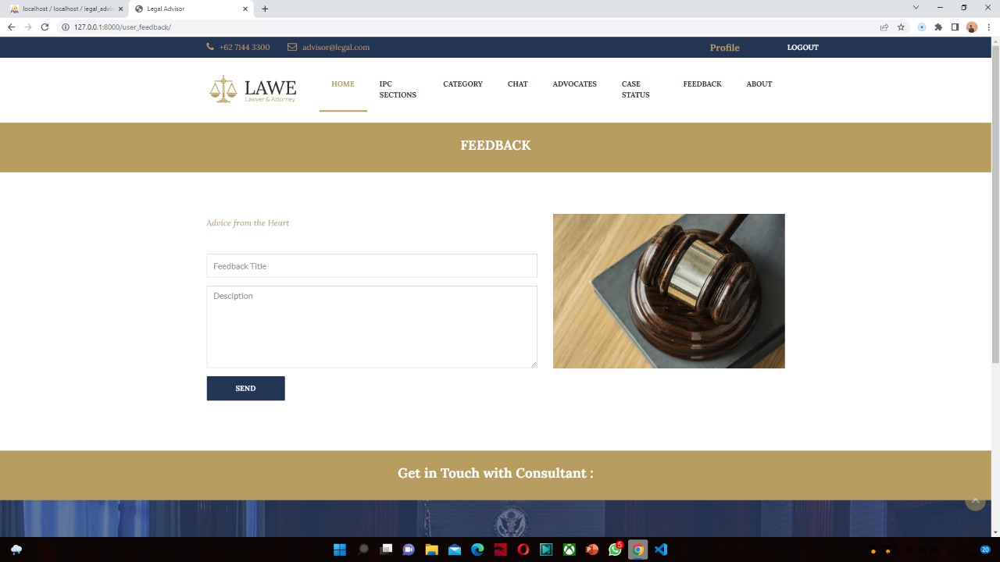 localhost / localhost / legal_advis
Legal Advisor
127.0.0.1:8000/user_feedback/
+62 7144 3300
advisor@legal.com
Profile
LOGOUT
LAWE
Lawyer & Attorney
HOME
IPC
SECTIONS
CATEGORY
CHAT
ADVOCATES
CASE
STATUS
FEEDBACK
ABOUT
FEEDBACK
Advice from the Heart
Feedback Title
Desciption
SEND
Get in Touch with Consultant :
5
20